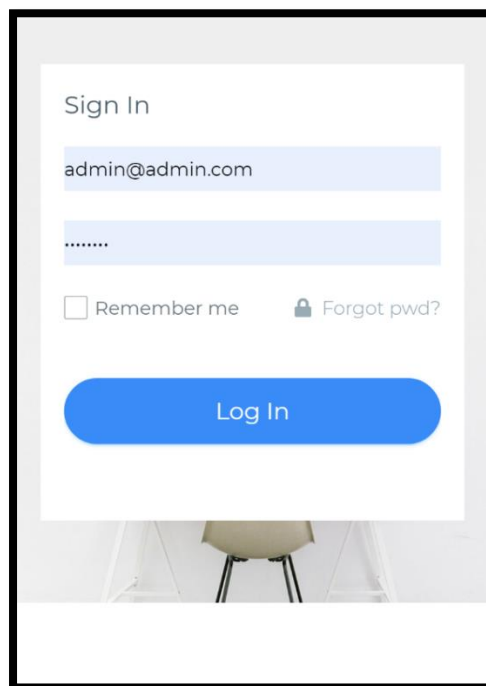 Sign In
admin@admin.com
........
Remember me
Forgot pwd?
Log In